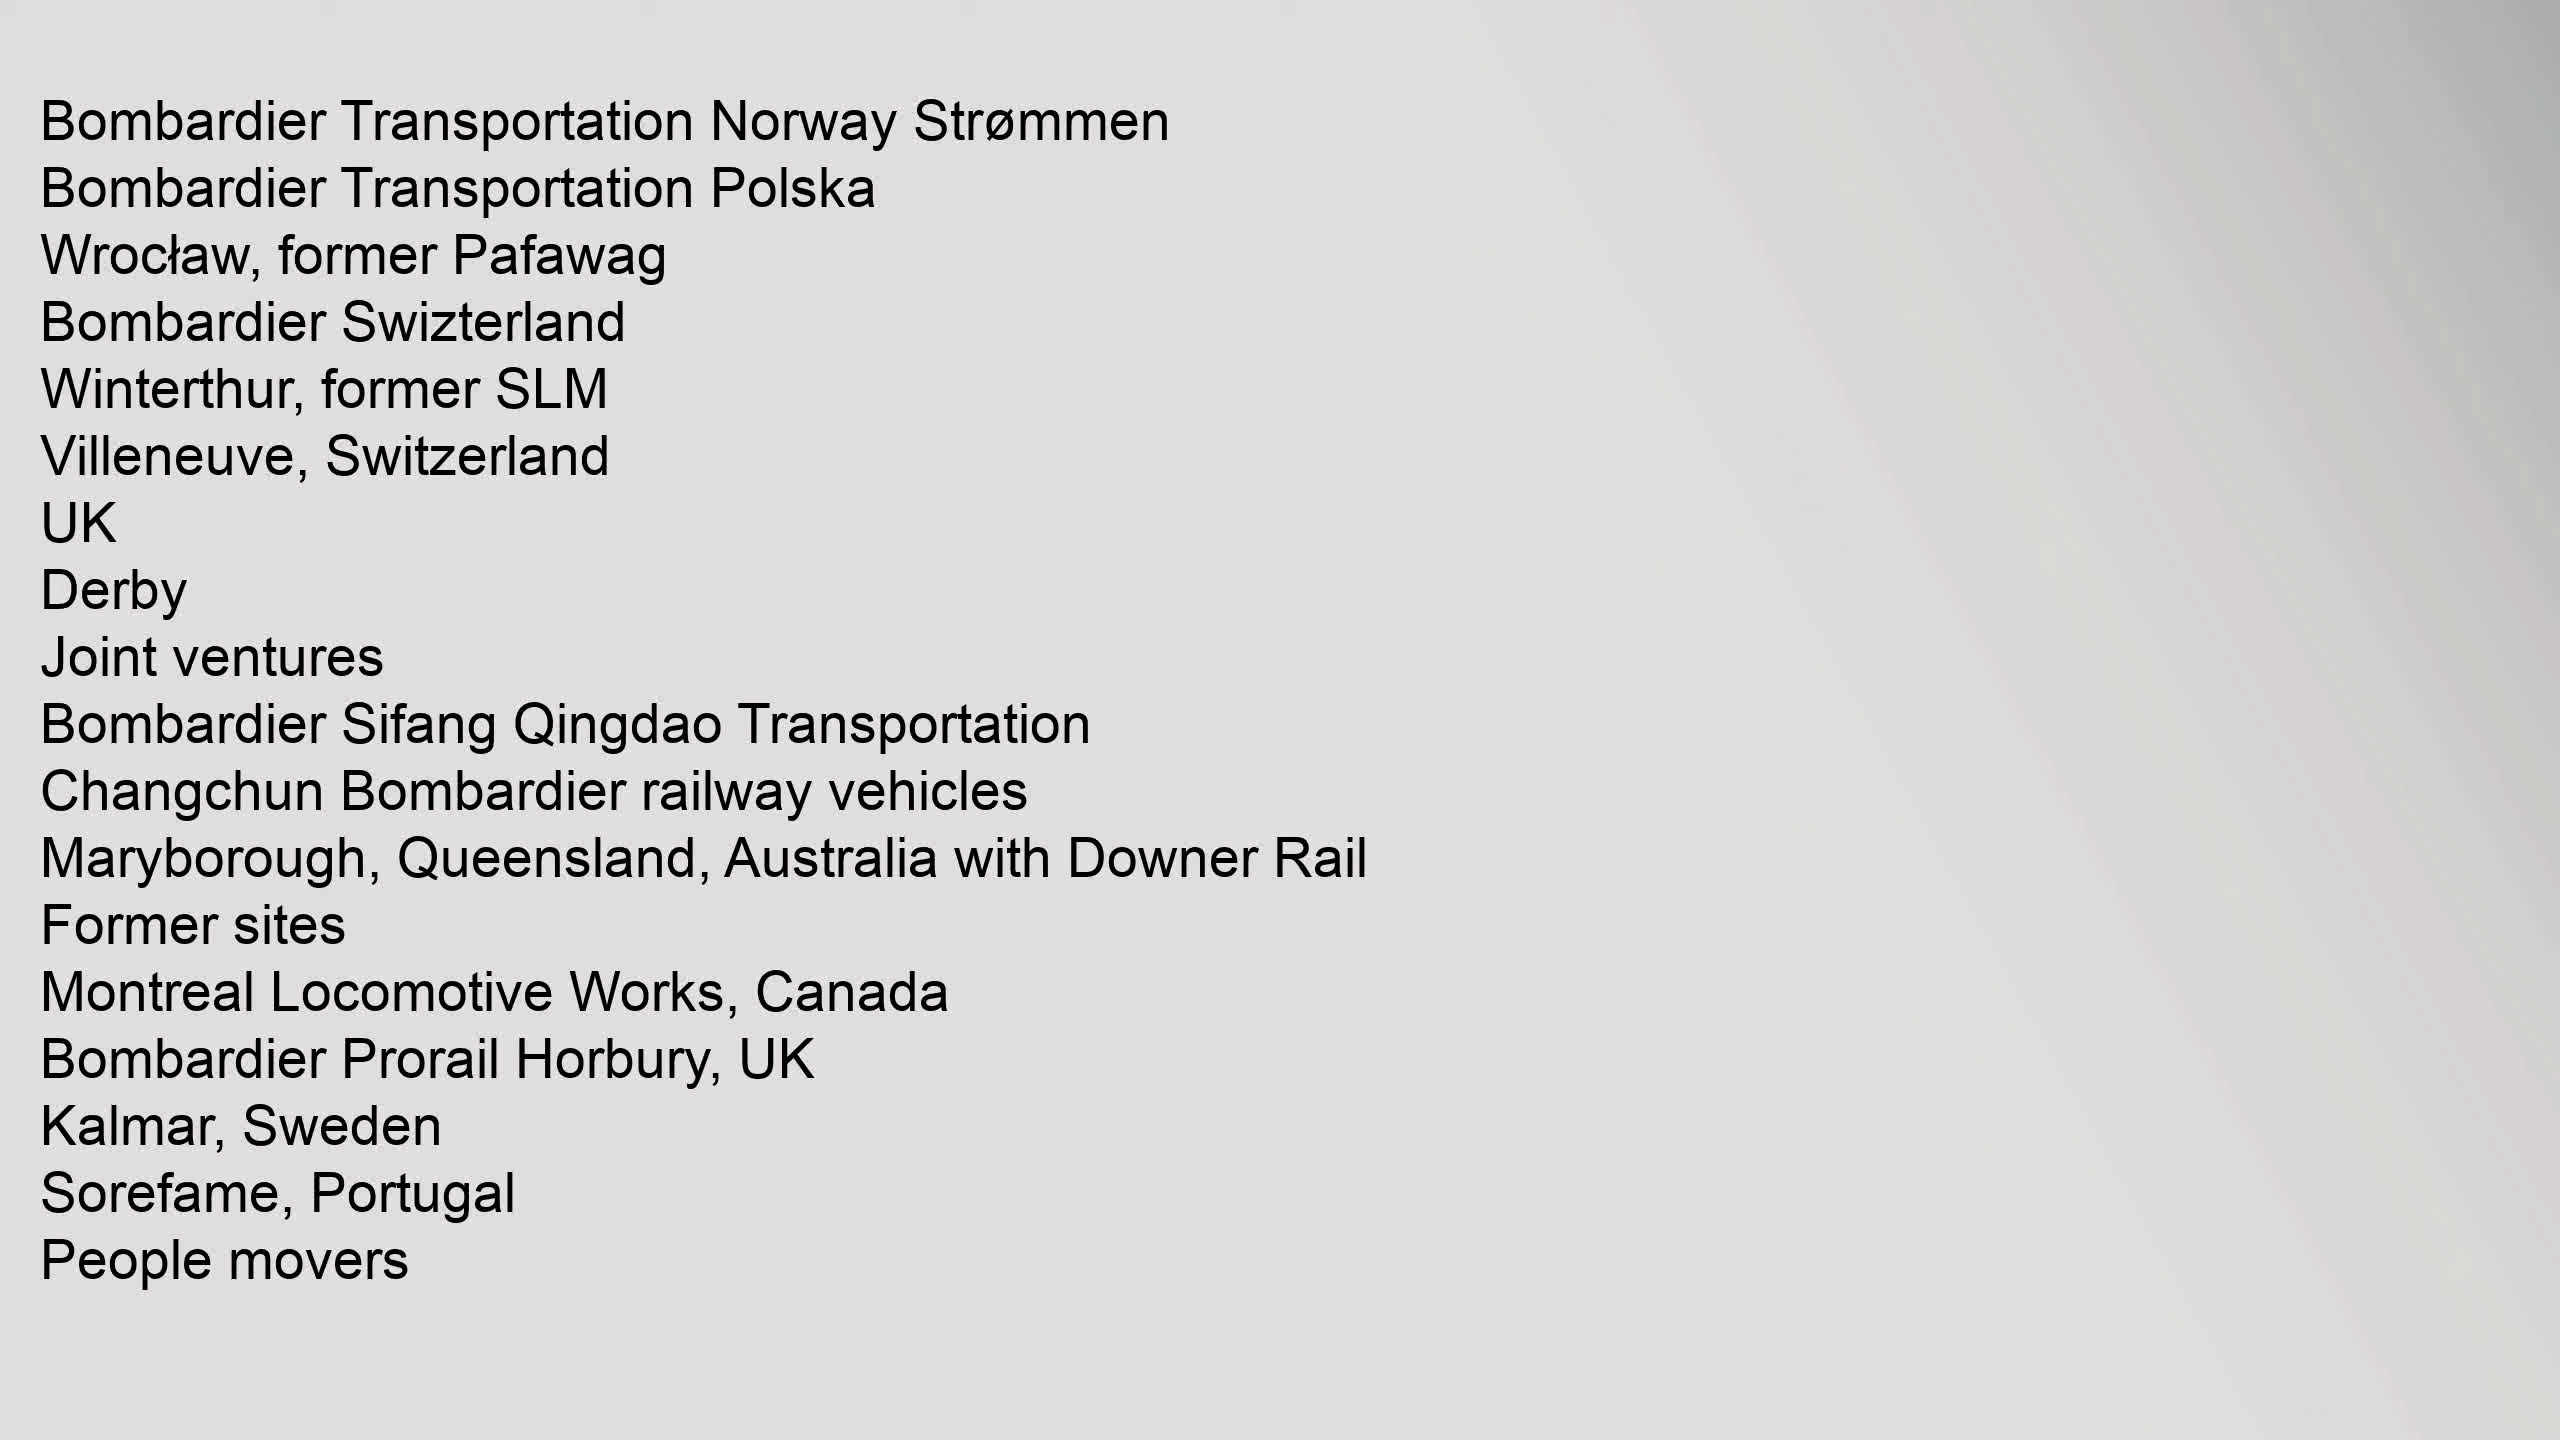 Bombardier Transportation Norway Strømmen
Bombardier Transportation Polska
Wrocław, former Pafawag
Bombardier Swizterland
Winterthur, former SLM
Villeneuve, Switzerland
UK
Derby
Joint ventures
Bombardier Sifang Qingdao Transportation
Changchun Bombardier railway vehicles
Maryborough, Queensland, Australia with Downer Rail
Former sites
Montreal Locomotive Works, Canada
Bombardier Prorail Horbury, UK
Kalmar, Sweden
Sorefame, Portugal
People movers